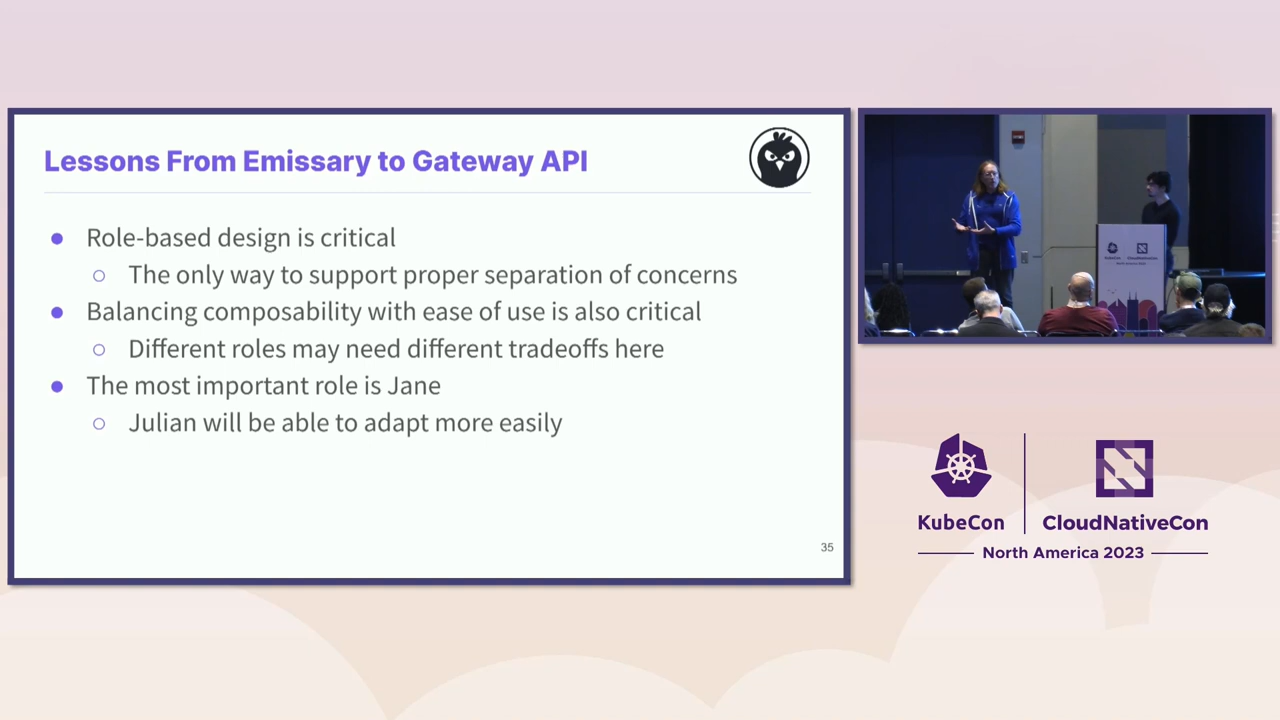 Lessons From Emissary to Gateway API
● Role-based design is critical
○ The only way to support proper separation of concerns
● Balancing composability with ease of use is also critical
○ Different roles may need different tradeoffs here
● The most important role is Jane
○ Julian will be able to adapt more easily
35
KubeCon
CloudNativeCon
North America 2023